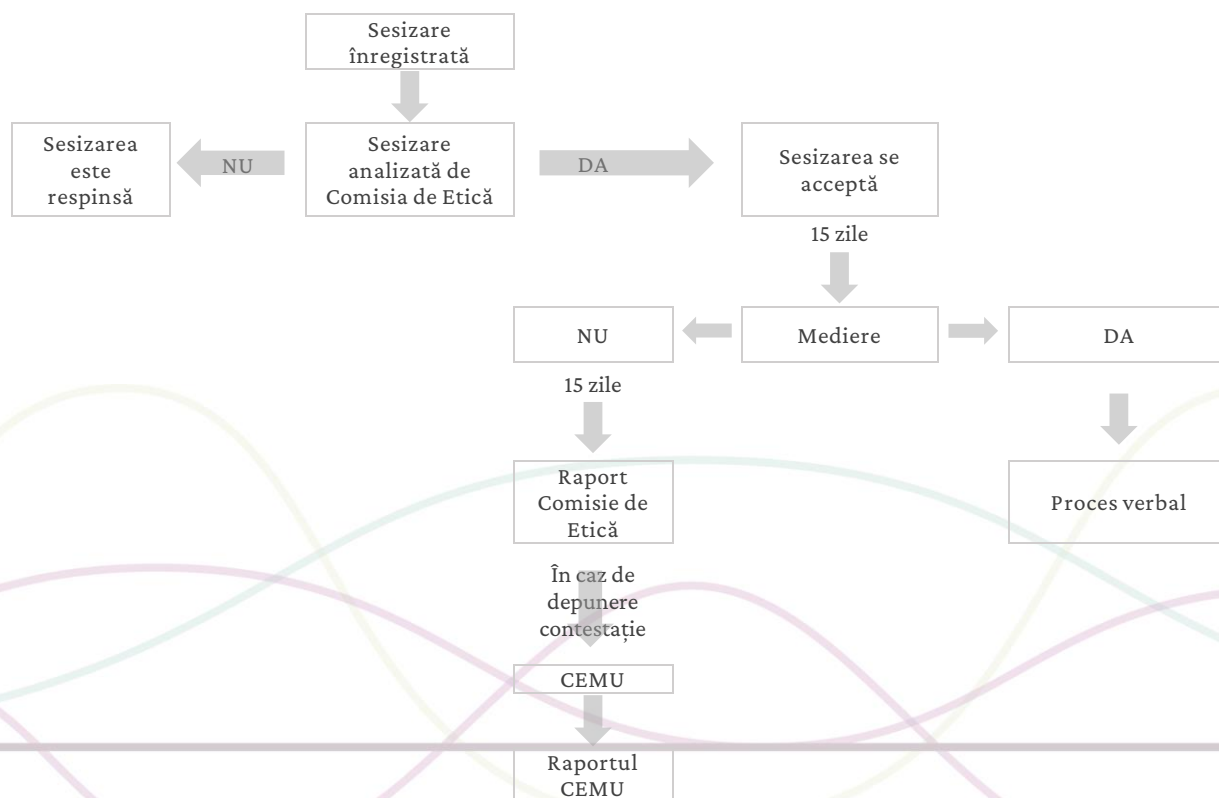 Sesizare
înregistrată
Sesizarea
este
respinsă
NU
Sesizare
analizată de
Comisia de Etică
DA
Sesizarea se
acceptă
15 zile
NU
Mediere
DA
15 zile
Raport
Comisie de
Etică
Proces verbal
În caz de
depunere
contestație
CEMU
Raportul
CEMU